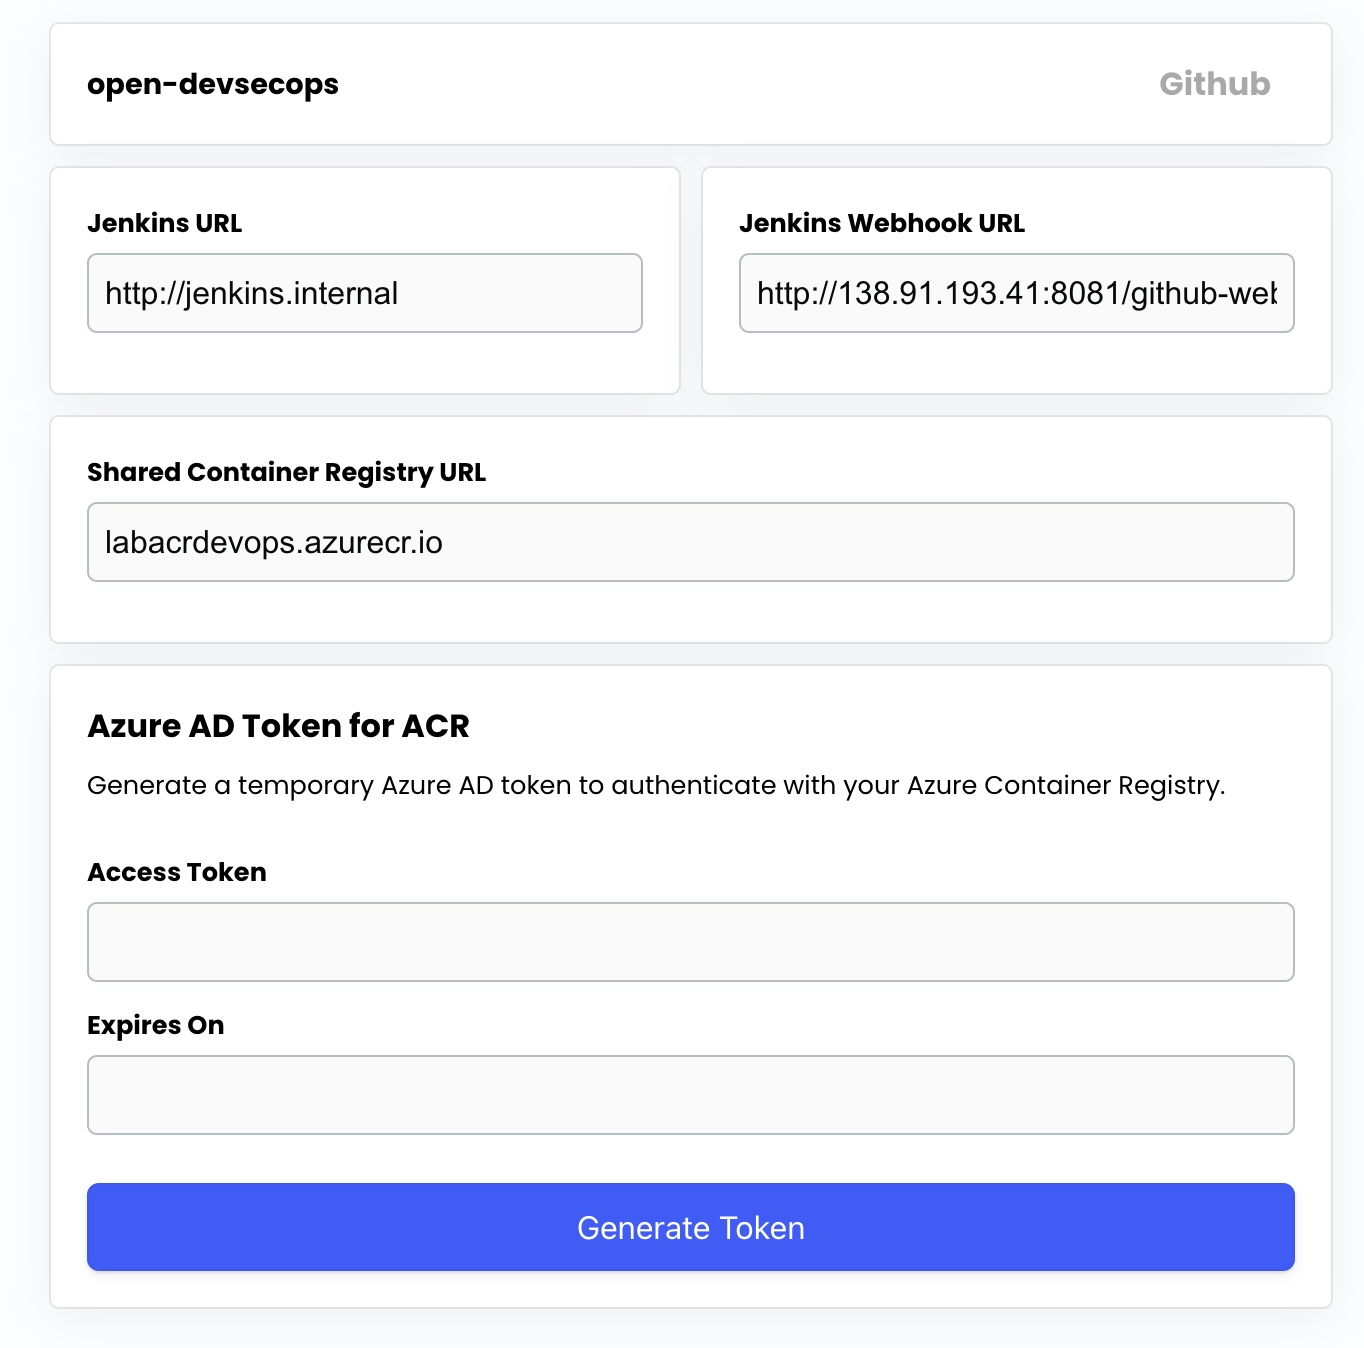 open-devsecops
Github
Jenkins URL
http://jenkins.internal
Jenkins Webhook URL
http://138.91.193.41:8081/github-web
Shared Container Registry URL
labacrdevops.azurecr.io
Azure AD Token for ACR
Generate a temporary Azure AD token to authenticate with your Azure Container Registry.
Access Token
Expires On
Generate Token